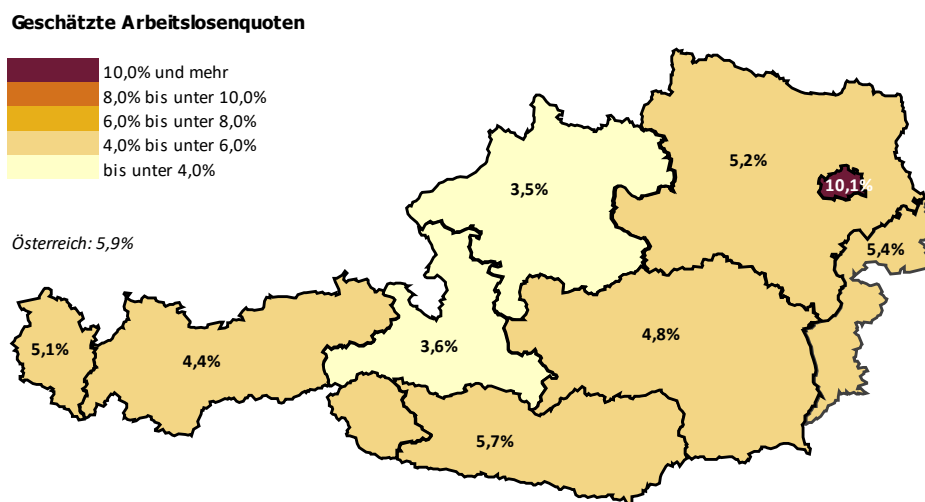 Geschätzte Arbeitslosenquoten
10,0% und mehr
8,0% bis unter 10,0%
6,0% bis unter 8,0%
4,0% bis unter 6,0%
bis unter 4,0%
Österreich: 5,9%
5,2%
3,5%
10,1%
5,4%
5,1%
4,4%
3,6%
4,8%
5,7%